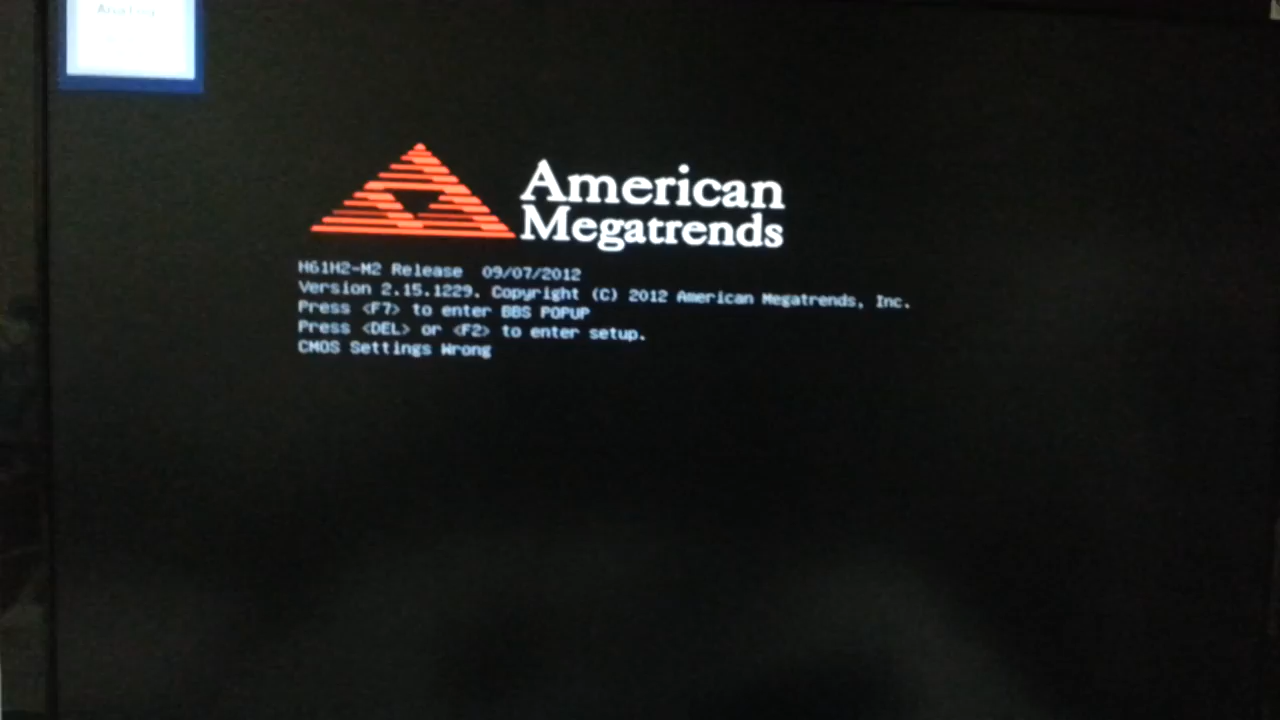 American
Megatrends
H61H2-M2 Release 09/07/2012
Version 2.15.1229. Copyright (C) 2012 American Megatrends, Inc.
Press <F7> to enter BBS POPUP
Press <DEL> or <F2> to enter setup.
CMOS Settings Wrong